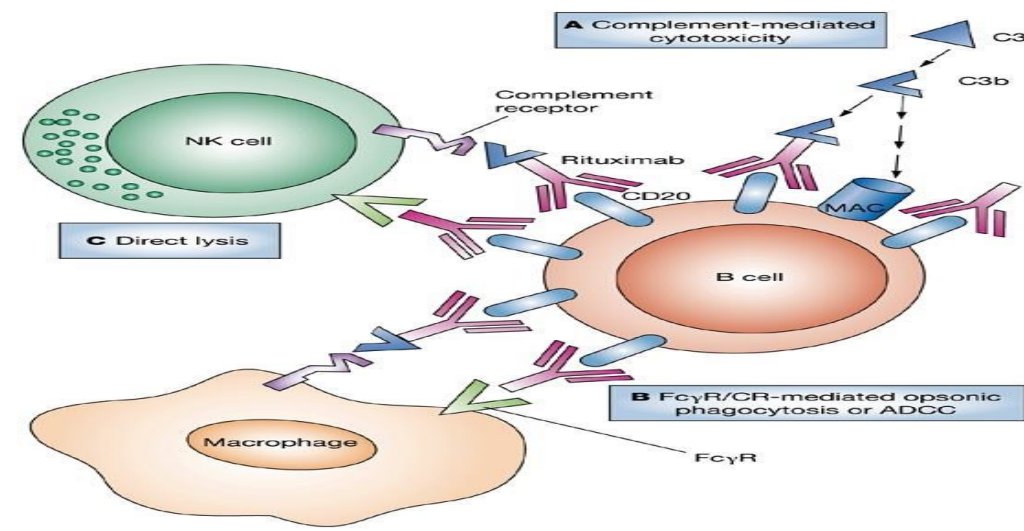 A Complement-mediated
cytotoxicity
C3
C3b
Complement
receptor
NK cell
Rituximab
CD20
MAC
C Direct lysis
B cell
B FcγR/CR-mediated opsonic
phagocytosis or ADCC
Macrophage
FcγR